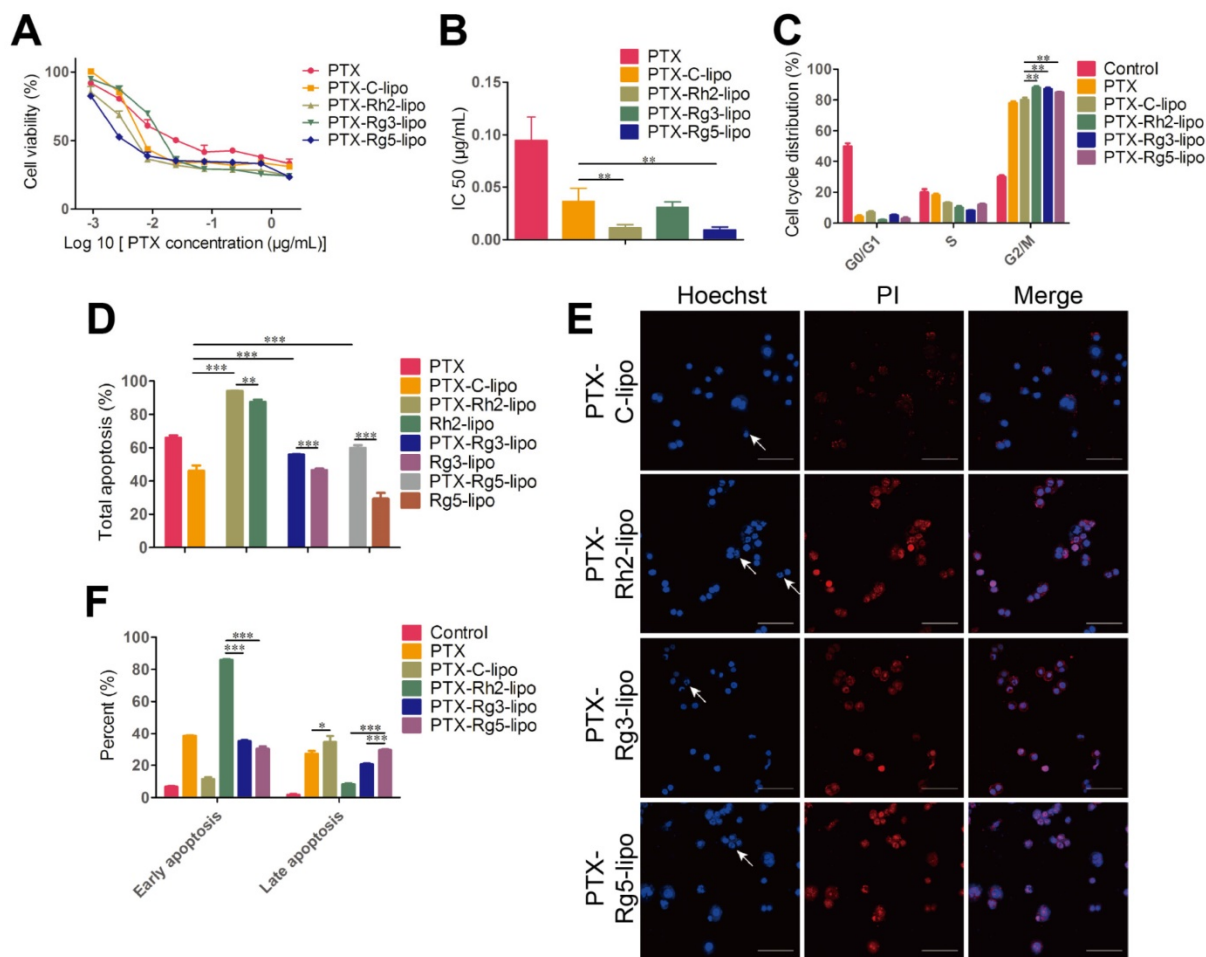 A
Cell viability (%)
100
50
0
-3
-2
-1
0
Log 10 [ PTX concentration (μg/mL)]
PTX
PTX-C-lipo
PTX-Rh2-lipo
PTX-Rg3-lipo
PTX-Rg5-lipo
B
IC 50 (μg/mL)
0.15
0.10
0.05
0.00
**
**
PTX
PTX-C-lipo
PTX-Rh2-lipo
PTX-Rg3-lipo
PTX-Rg5-lipo
C
Cell cycle distribution (%)
100
80
60
40
20
0
G0/G1
S
G2/M
**
**
**
Control
PTX
PTX-C-lipo
PTX-Rh2-lipo
PTX-Rg3-lipo
PTX-Rg5-lipo
D
Total apoptosis (%)
100
80
60
40
20
0
***
***
***
**
***
***
PTX
PTX-C-lipo
PTX-Rh2-lipo
Rh2-lipo
PTX-Rg3-lipo
Rg3-lipo
PTX-Rg5-lipo
Rg5-lipo
E
Hoechst
PI
Merge
PTX-
C-lipo
PTX-
Rh2-lipo
PTX-
Rg3-lipo
PTX-
Rg5-lipo
F
Percent (%)
100
80
60
40
20
0
Early apoptosis
Late apoptosis
***
***
*
***
***
Control
PTX
PTX-C-lipo
PTX-Rh2-lipo
PTX-Rg3-lipo
PTX-Rg5-lipo